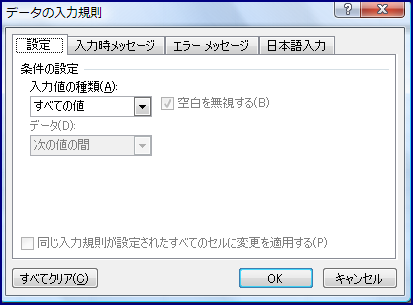 データの入力規則
設定 入力時メッセージ エラー メッセージ 日本語入力
条件の設定
入力値の種類(A):
すべての値 空白を無視する(B)
データ(D):
次の値の間
同じ入力規則が設定されたすべてのセルに変更を適用する(P)
すべてクリア(C) OK キャンセル